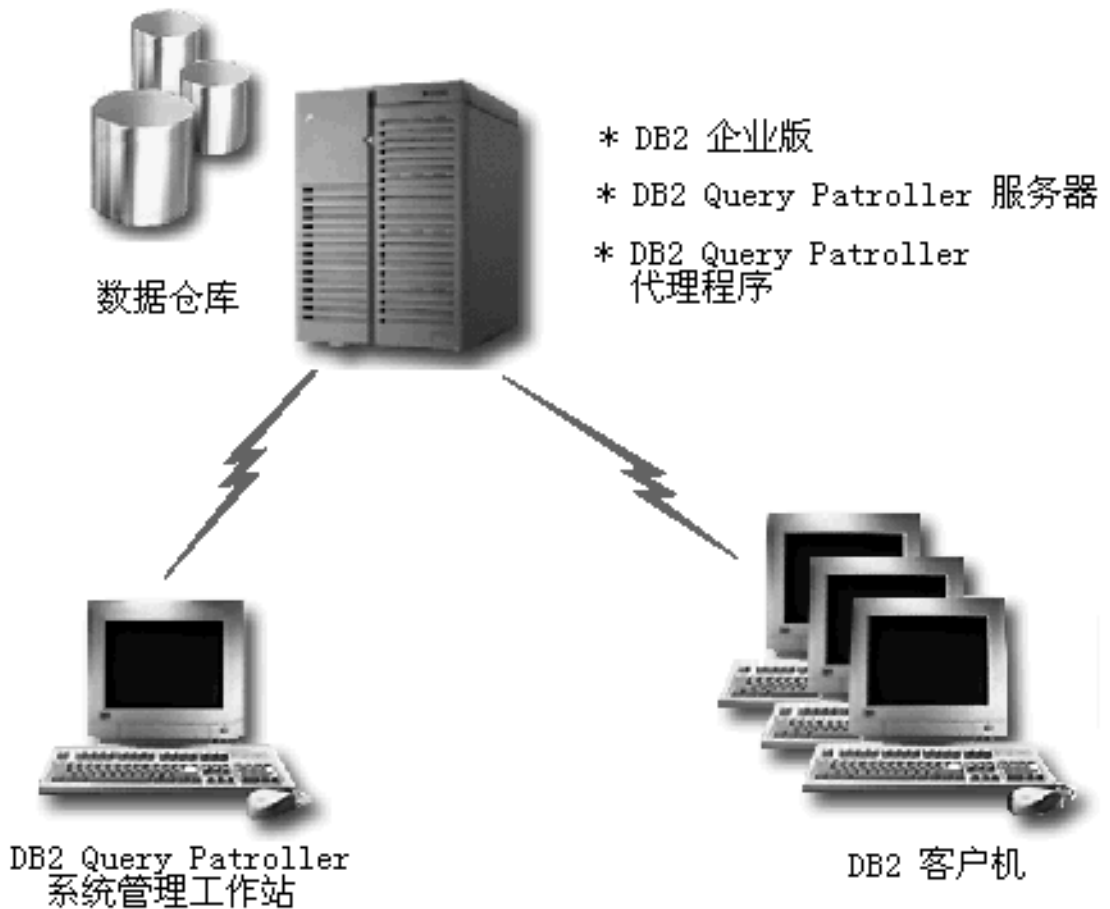 * DB2 企业版
* DB2 Query Patroller 服务器
* DB2 Query Patroller
代理程序
数据仓库
DB2 Query Patroller
系统管理工作站
DB2 客户机